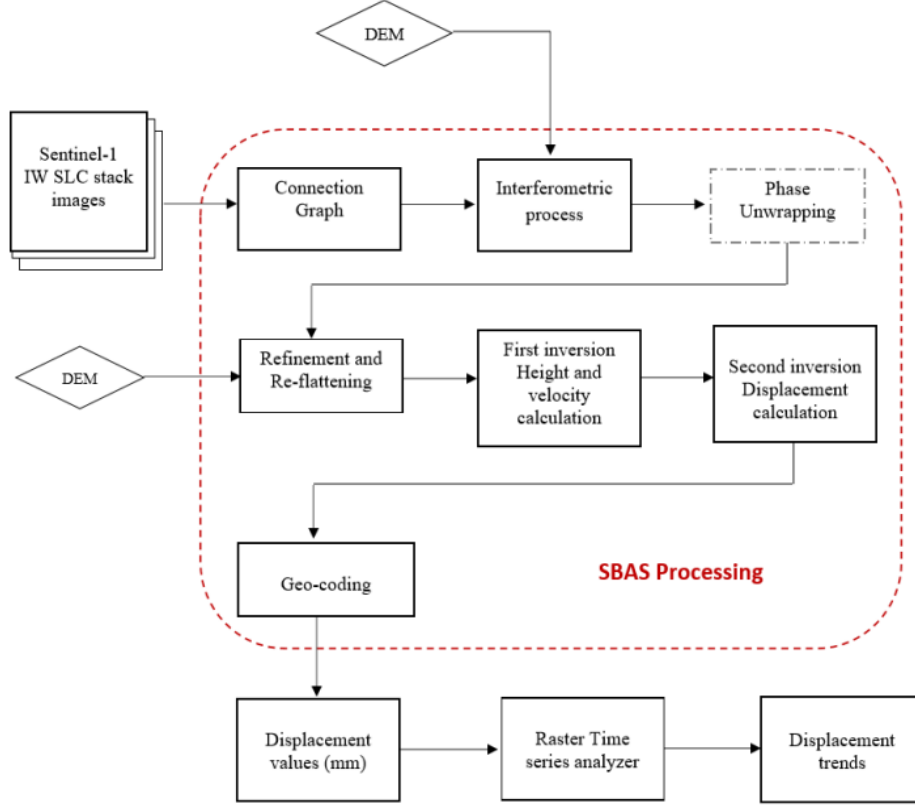 DEM
Sentinel-1
IW SLC stack
images
Connection
Graph
Interferometric
process
Phase
Unwrapping
DEM
Refinement and
Re-flattening
First inversion
Height and
velocity
calculation
Second inversion
Displacement
calculation
Geo-coding
SBAS Processing
Displacement
values (mm)
Raster Time
series analyzer
Displacement
trends